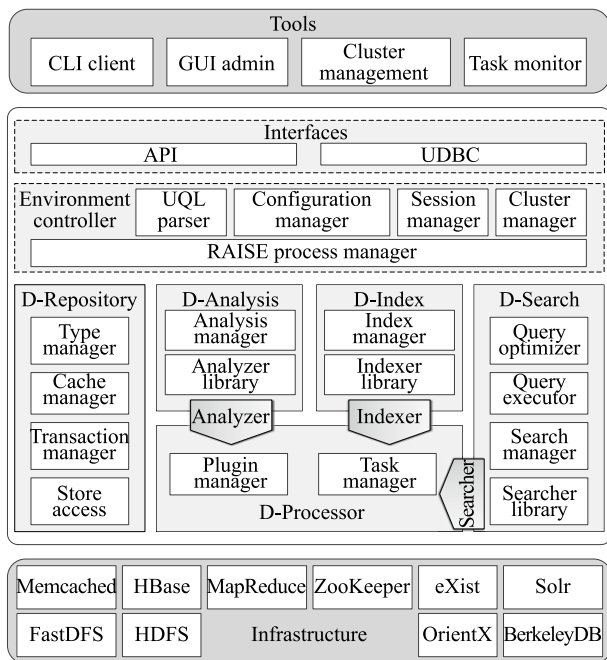 Tools
CLI client
GUI admin
Cluster
management
Task monitor
Interfaces
API
UDBC
Environment
controller
UQL
parser
Configuration
manager
Session
manager
Cluster
manager
RAISE process manager
D-Repository
Type
manager
Cache
manager
Transaction
manager
Store
access
D-Analysis
Analysis
manager
Analyzer
library
Analyzer
D-Index
Index
manager
Indexer
library
Indexer
Plugin
manager
Task
manager
D-Processor
Searcher
D-Search
Query
optimizer
Query
executor
Search
manager
Searcher
library
Memcached
HBase
MapReduce
ZooKeeper
eXist
Solr
FastDFS
HDFS
Infrastructure
OrientX
BerkeleyDB